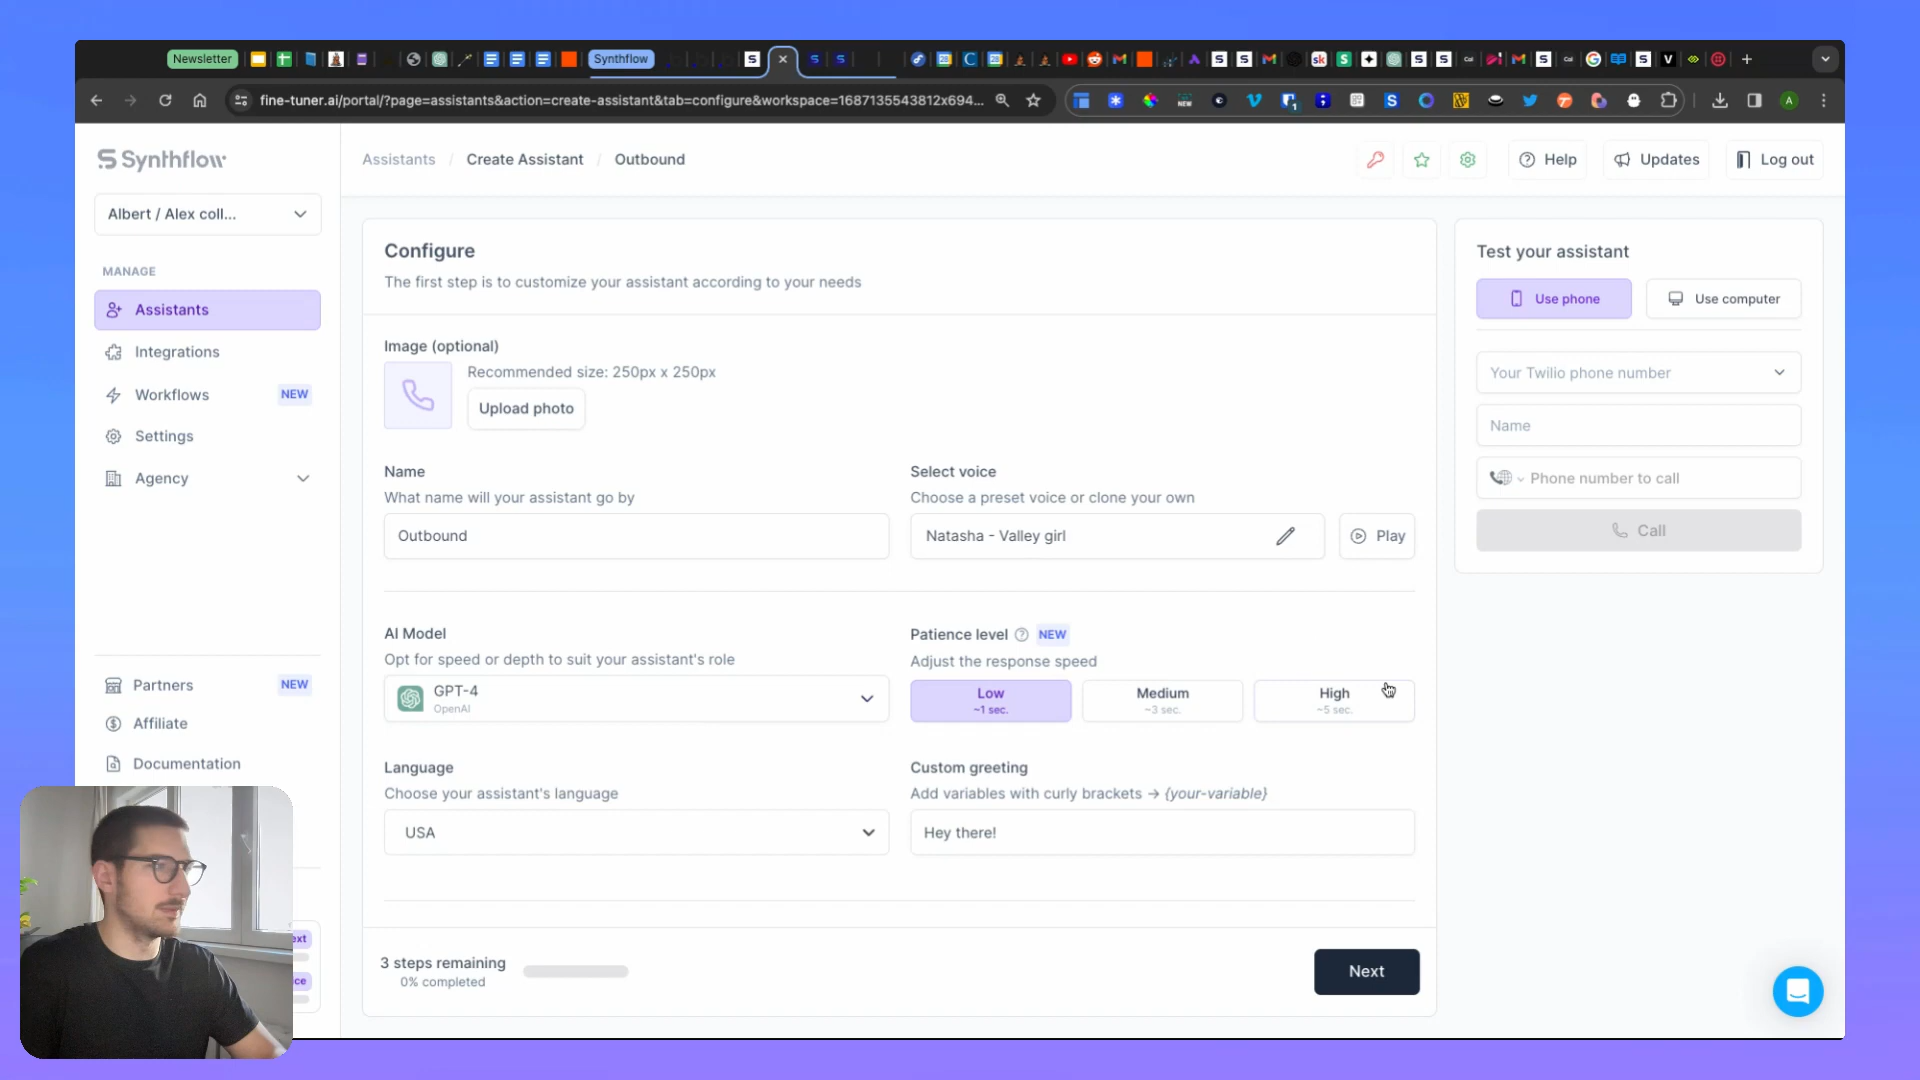 Newsletter
Synthflow
fine-tuner.ai/portal/?page=assistants&action=create-assistant&tab=configure&workspace=1687135543812x694...
Synthflow
Assistants / Create Assistant / Outbound
Help
Updates
Log out
Albert / Alex coll...
MANAGE
Assistants
Integrations
Workflows NEW
Settings
Agency
Partners NEW
Affiliate
Documentation
Configure
The first step is to customize your assistant according to your needs
Image (optional)
Recommended size: 250px x 250px
Upload photo
Name
What name will your assistant go by
Outbound
Select voice
Choose a preset voice or clone your own
Natasha - Valley girl
Play
AI Model
Opt for speed or depth to suit your assistant's role
GPT-4
OpenAI
Patience level NEW
Adjust the response speed
Low
~1 sec.
Medium
~3 sec.
High
~5 sec.
Language
Choose your assistant's language
USA
Custom greeting
Add variables with curly brackets → {your-variable}
Hey there!
3 steps remaining
0% completed
Next
Test your assistant
Use phone
Use computer
Your Twilio phone number
Name
Phone number to call
Call